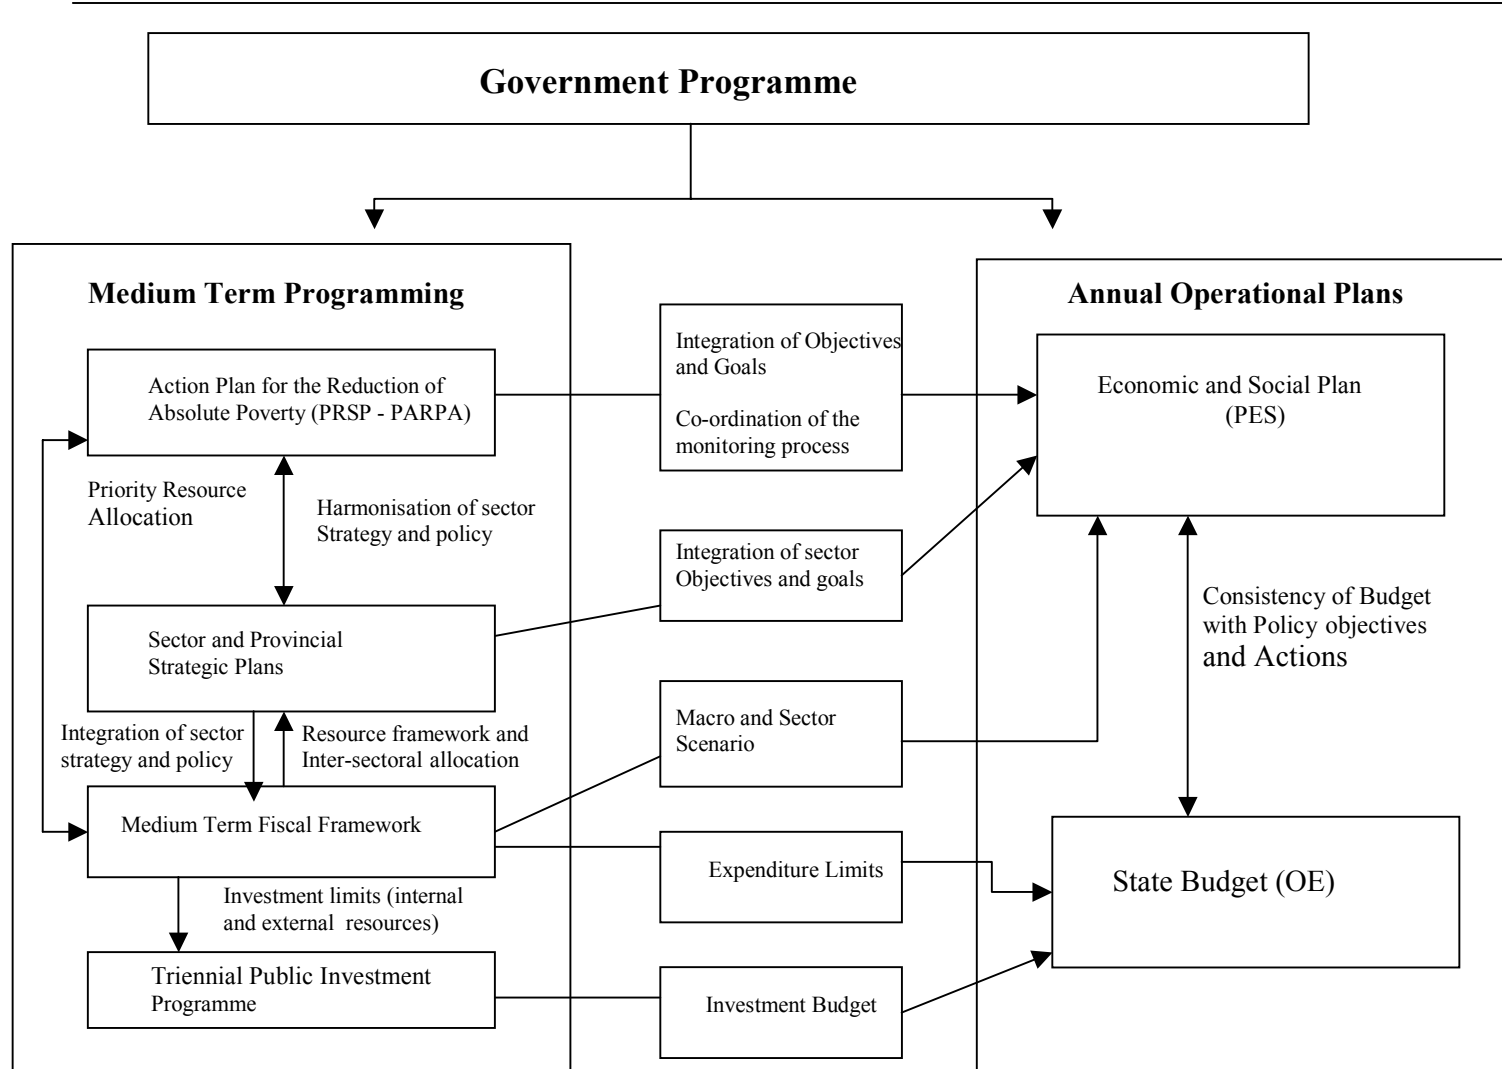 Government Programme
Medium Term Programming
Action Plan for the Reduction of
Absolute Poverty (PRSP - PARPA)
Priority Resource
Allocation
Harmonisation of sector
Strategy and policy
Sector and Provincial
Strategic Plans
Integration of sector
strategy and policy
Resource framework and
Inter-sectoral allocation
Medium Term Fiscal Framework
Investment limits (internal
and external resources)
Triennial Public Investment
Programme
Integration of Objectives
and Goals
Co-ordination of the
monitoring process
Integration of sector
Objectives and goals
Macro and Sector
Scenario
Expenditure Limits
Investment Budget
Annual Operational Plans
Economic and Social Plan
(PES)
Consistency of Budget
with Policy objectives
and Actions
State Budget (OE)